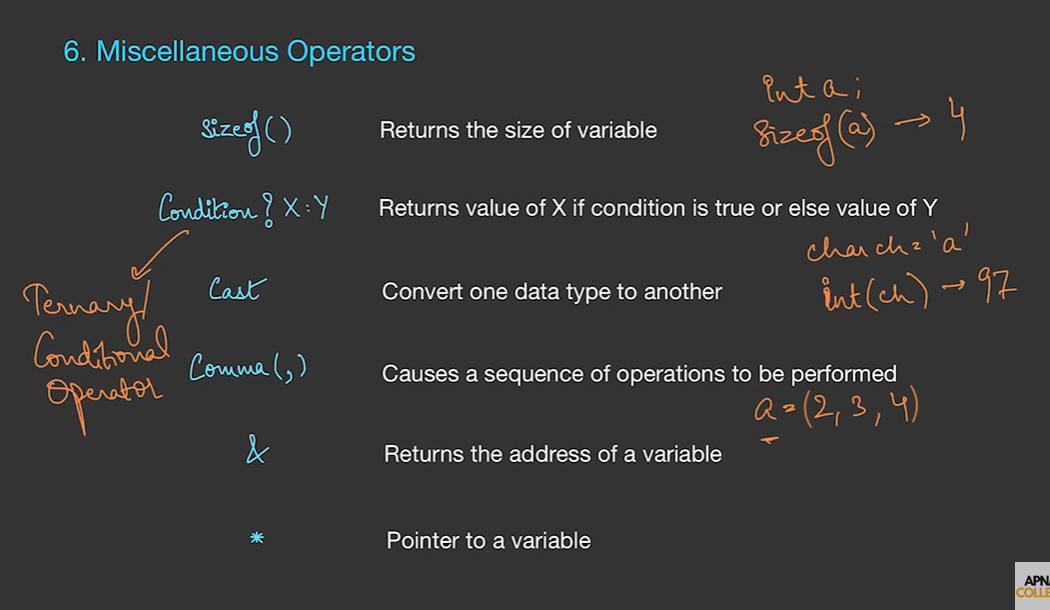 6. Miscellaneous Operators
int a;
Sizeof() Returns the size of variable sizeof(a) → 4
Condition? X:Y Returns value of X if condition is true or else value of Y
char ch = 'a'
Cast Convert one data type to another int(ch) → 97
Ternary/
Conditional
Operator
Comma(,) Causes a sequence of operations to be performed
a = (2, 3, 4)
& Returns the address of a variable
* Pointer to a variable
APNA
COLLE